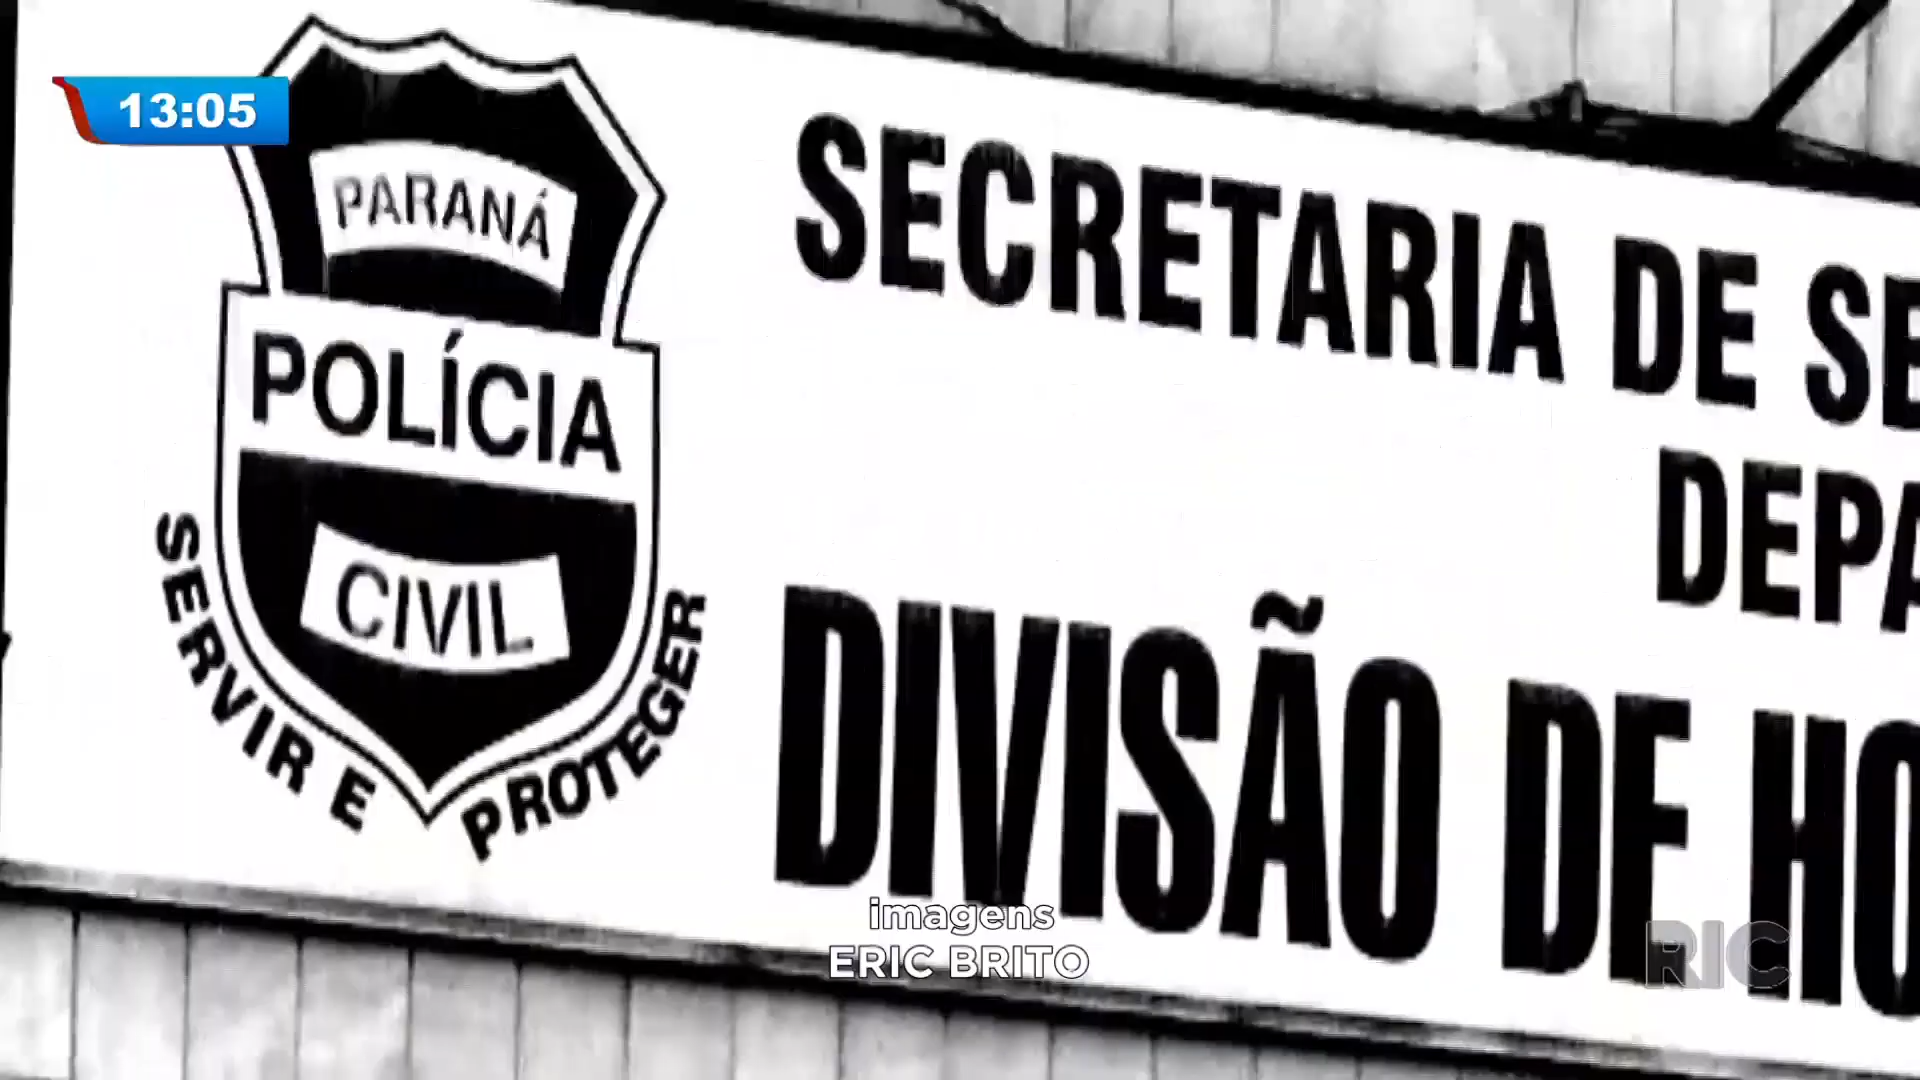 13:05
PARANÁ
POLÍCIA
CIVIL
SERVIR E PROTEGER
SECRETARIA DE SE
DEPA
DIVISÃO DE HO
imagens
ERIC BRITO
RIC